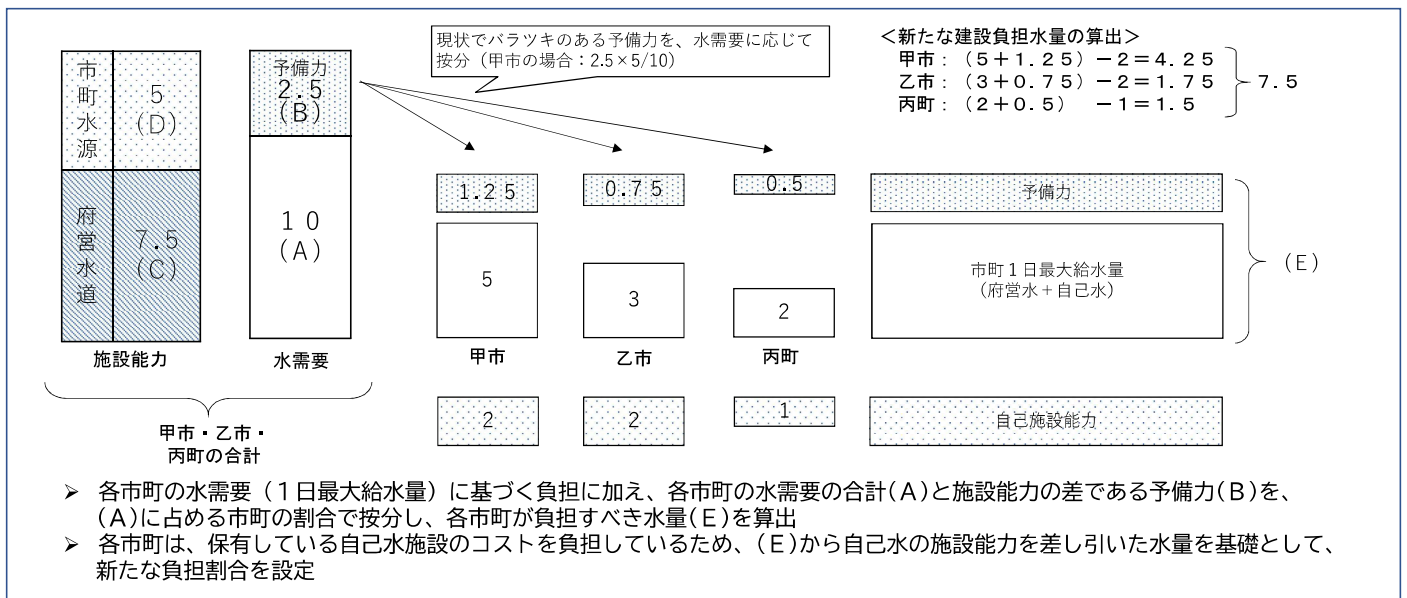 市町水源
5
(D)
府営水道
7.5
(C)
施設能力
予備力
2.5
(B)
10
(A)
水需要
甲市・乙市・
丙町の合計
現状でバラツキのある予備力を、水需要に応じて
按分（甲市の場合：2.5×5/10）
＜新たな建設負担水量の算出＞
甲市：（5＋1.25）－2＝4.25
乙市：（3＋0.75）－2＝1.75
丙町：（2＋0.5）　－1＝1.5
7.5
1.25
0.75
0.5
予備力
5
3
2
市町１日最大給水量
（府営水＋自己水）
(E)
甲市
乙市
丙町
2
2
1
自己施設能力
➢ 各市町の水需要（１日最大給水量）に基づく負担に加え、各市町の水需要の合計(A)と施設能力の差である予備力(B)を、
(A)に占める市町の割合で按分し、各市町が負担すべき水量(E)を算出
➢ 各市町は、保有している自己水施設のコストを負担しているため、(E)から自己水の施設能力を差し引いた水量を基礎として、
新たな負担割合を設定